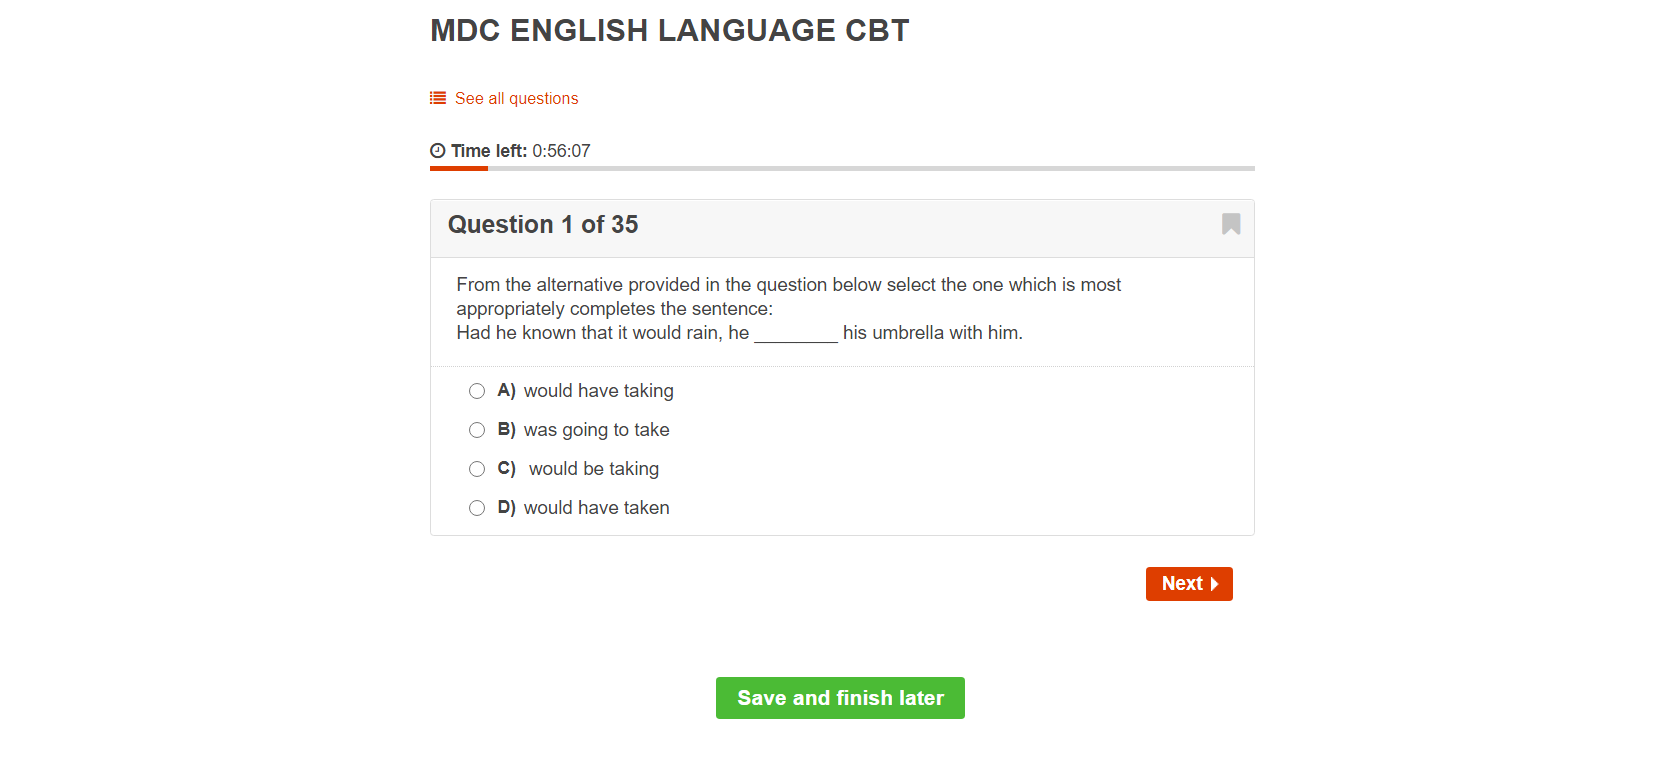 MDC ENGLISH LANGUAGE CBT
See all questions
Time left: 0:56:07
Question 1 of 35
From the alternative provided in the question below select the one which is most
appropriately completes the sentence:
Had he known that it would rain, he ________ his umbrella with him.
A) would have taking
B) was going to take
C) would be taking
D) would have taken
Next
Save and finish later